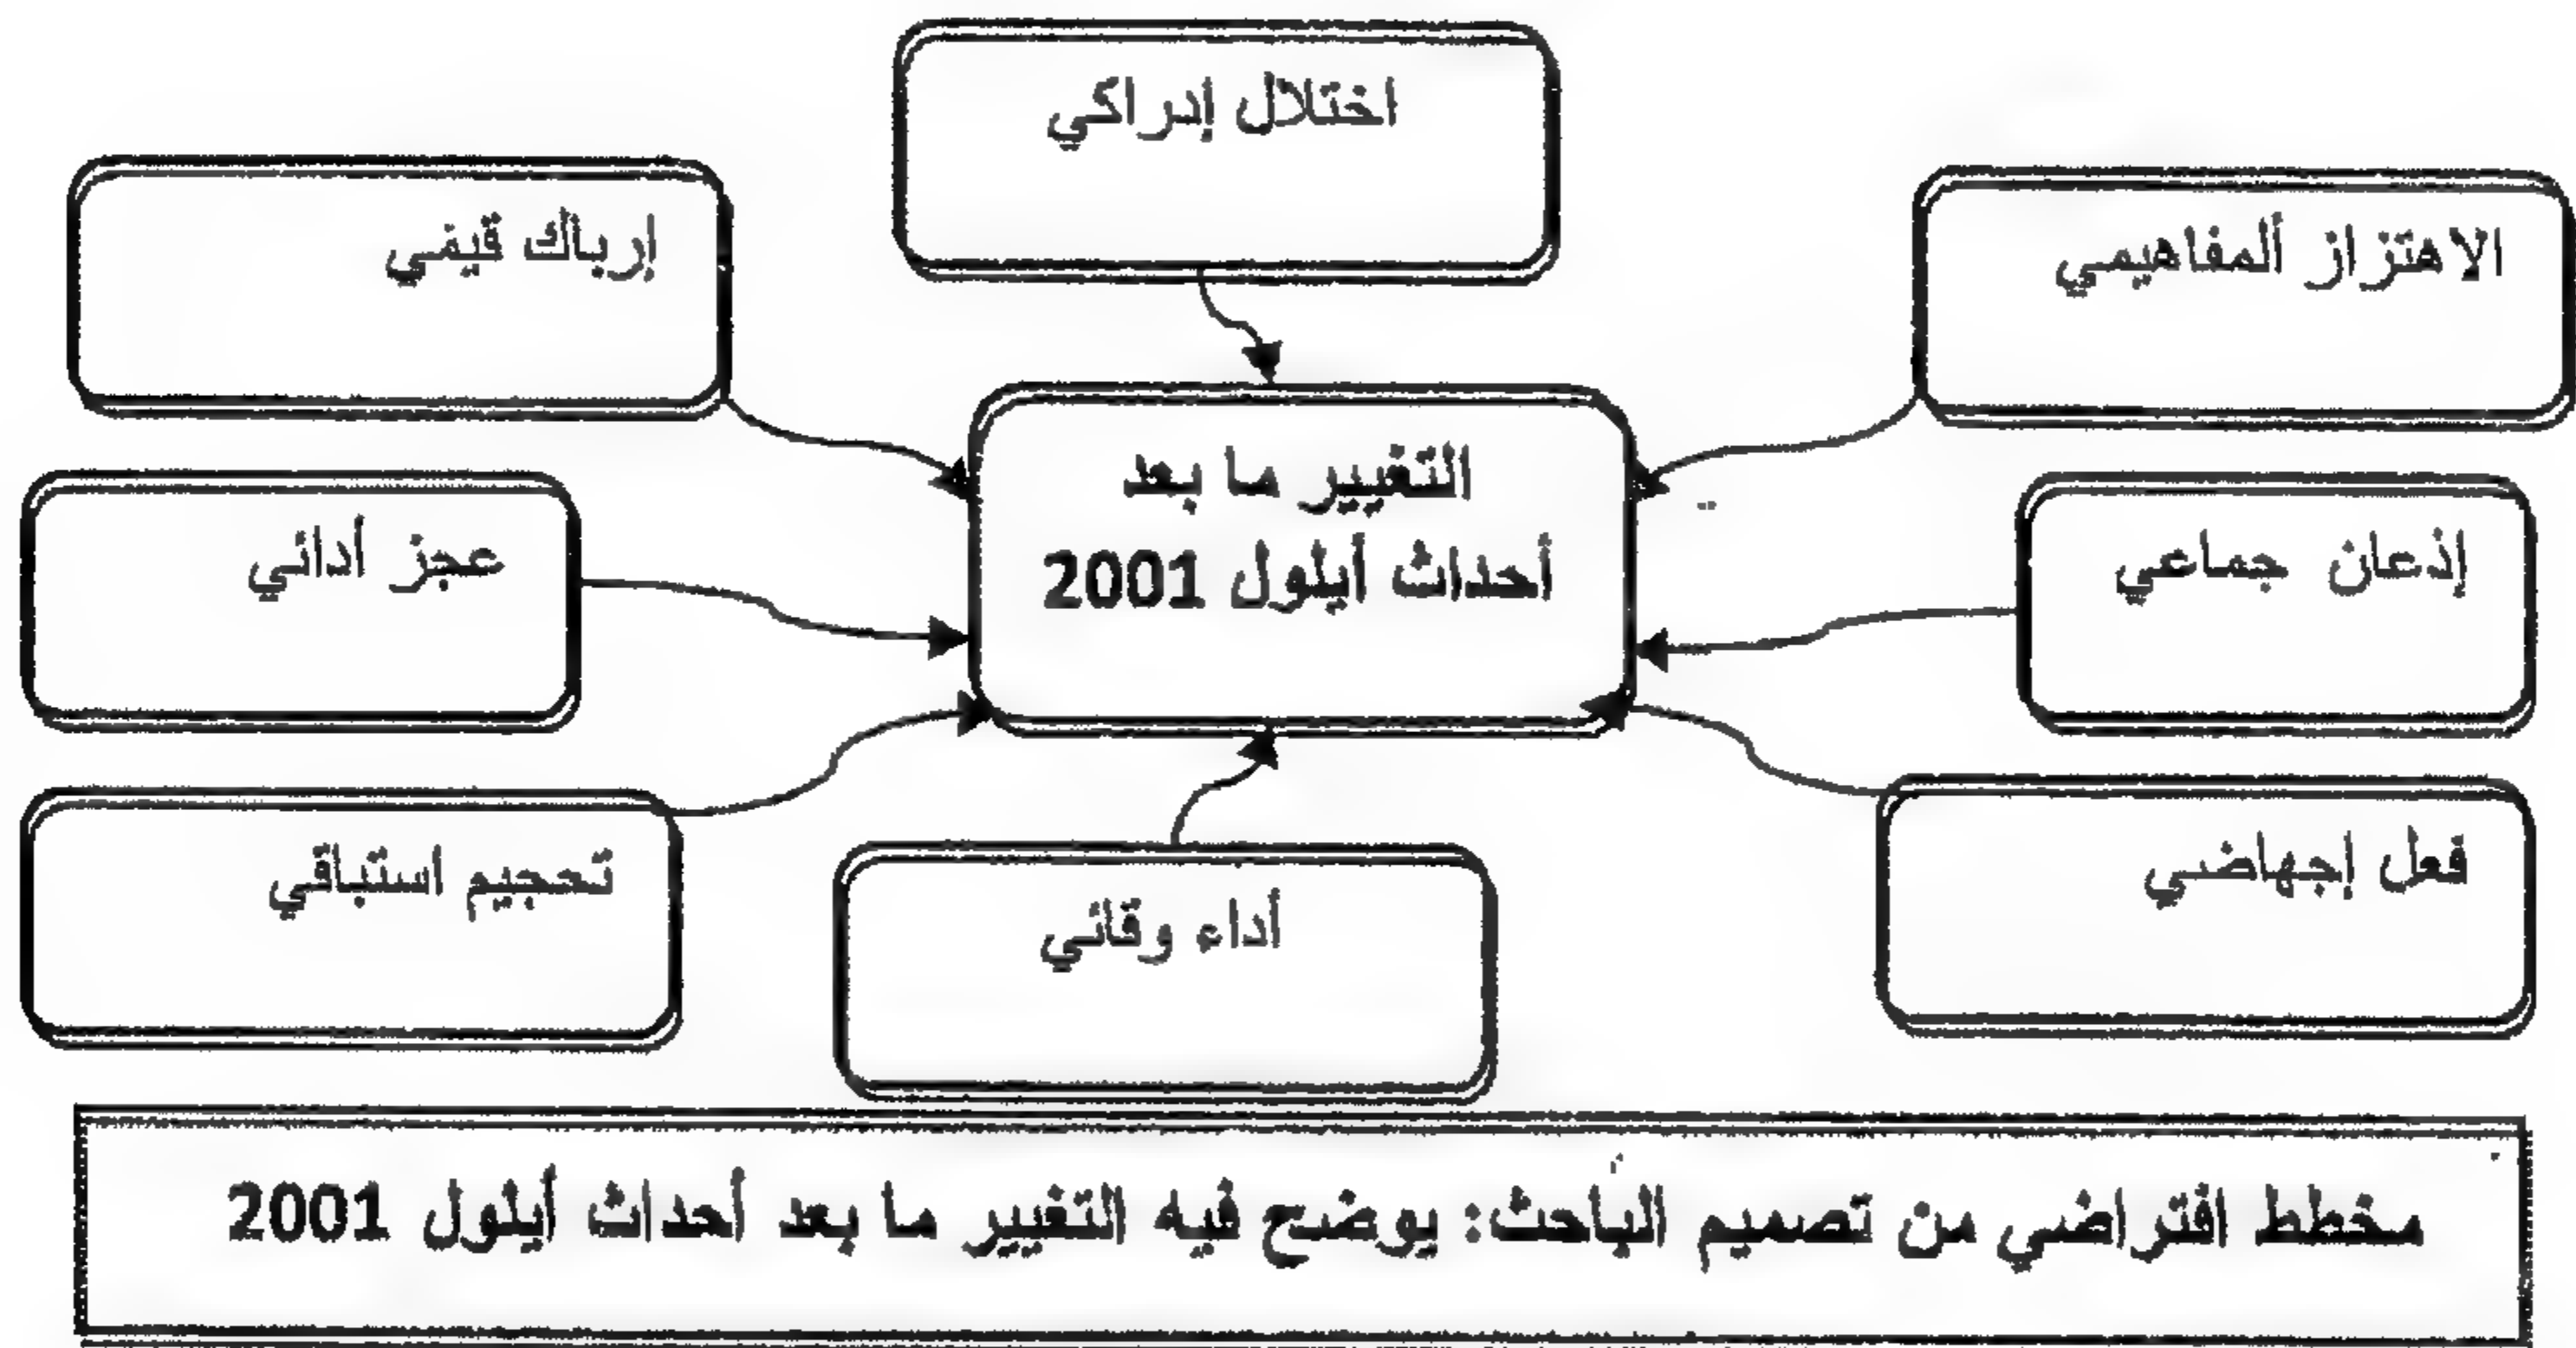 اختلال إدراكي
الاهتزاز ألمفاهيمي
إرباك قيمي
التغيير ما بعد
أحداث أيلول 2001
إذعان جماعي
عجز أدائي
فعل إجهاضي
أداء وقائي
تحجيم استباقي
مخطط افتراضي من تصميم الباحث: يوضح فيه التغيير ما بعد أحداث أيلول 2001